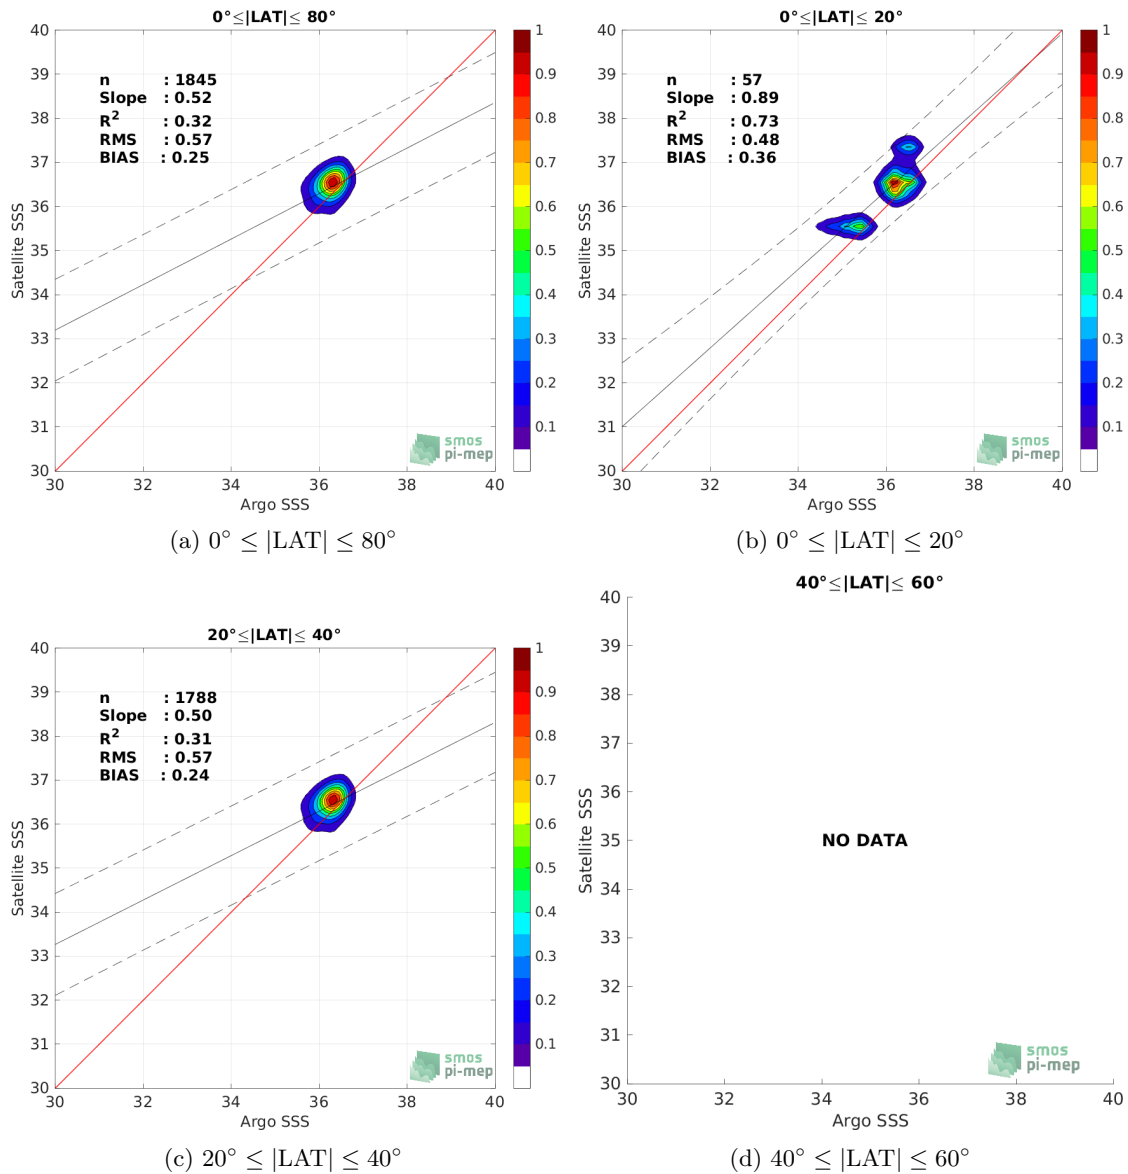 0°≤|LAT|≤ 80°
n : 1845
Slope : 0.52
R² : 0.32
RMS : 0.57
BIAS : 0.25
40
39
38
37
36
35
34
33
32
31
30
30 32 34 36 38 40
Satellite SSS
Argo SSS
1
0.9
0.8
0.7
0.6
0.5
0.4
0.3
0.2
0.1
smos
pi-mep
(a) 0° ≤ |LAT| ≤ 80°
0°≤|LAT|≤ 20°
n : 57
Slope : 0.89
R² : 0.73
RMS : 0.48
BIAS : 0.36
40
39
38
37
36
35
34
33
32
31
30
30 32 34 36 38 40
Satellite SSS
Argo SSS
1
0.9
0.8
0.7
0.6
0.5
0.4
0.3
0.2
0.1
smos
pi-mep
(b) 0° ≤ |LAT| ≤ 20°
20°≤|LAT|≤ 40°
n : 1788
Slope : 0.50
R² : 0.31
RMS : 0.57
BIAS : 0.24
40
39
38
37
36
35
34
33
32
31
30
30 32 34 36 38 40
Satellite SSS
Argo SSS
1
0.9
0.8
0.7
0.6
0.5
0.4
0.3
0.2
0.1
smos
pi-mep
(c) 20° ≤ |LAT| ≤ 40°
40°≤|LAT|≤ 60°
40
39
38
37
36
35
34
33
32
31
30
30 32 34 36 38 40
Satellite SSS
NO DATA
Argo SSS
smos
pi-mep
(d) 40° ≤ |LAT| ≤ 60°